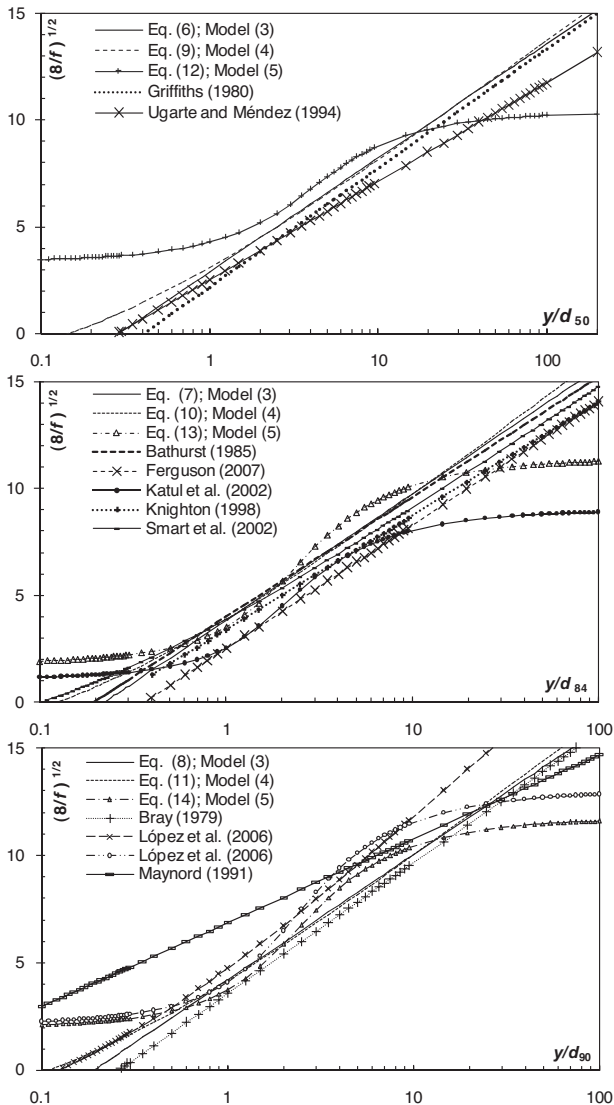 15
(8/f) 1/2
Eq. (6); Model (3)
Eq. (9); Model (4)
Eq. (12); Model (5)
Griffiths (1980)
Ugarte and Méndez (1994)
10
5
y/d 50
0
0.1 1 10 100
15
(8/f) 1/2
Eq. (7); Model (3)
Eq. (10); Model (4)
Eq. (13); Model (5)
Bathurst (1985)
Ferguson (2007)
Katul et al. (2002)
Knighton (1998)
Smart et al. (2002)
10
5
y/d 84
0
0.1 1 10 100
15
(8/f) 1/2
Eq. (8); Model (3)
Eq. (11); Model (4)
Eq. (14); Model (5)
Bray (1979)
López et al. (2006)
López et al. (2006)
Maynord (1991)
10
5
y/d90
0
0.1 1 10 100